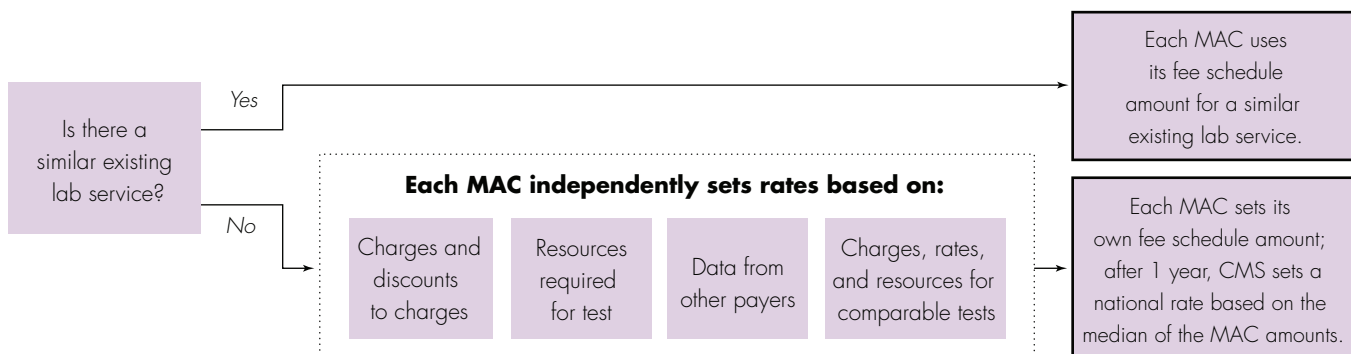 Is there a
similar existing
lab service?
Yes
No
Each MAC uses
its fee schedule
amount for a similar
existing lab service.
Each MAC independently sets rates based on:
Charges and
discounts
to charges
Resources
required
for test
Data from
other payers
Charges, rates,
and resources for
comparable tests
Each MAC sets its
own fee schedule amount;
after 1 year, CMS sets a
national rate based on the
median of the MAC amounts.